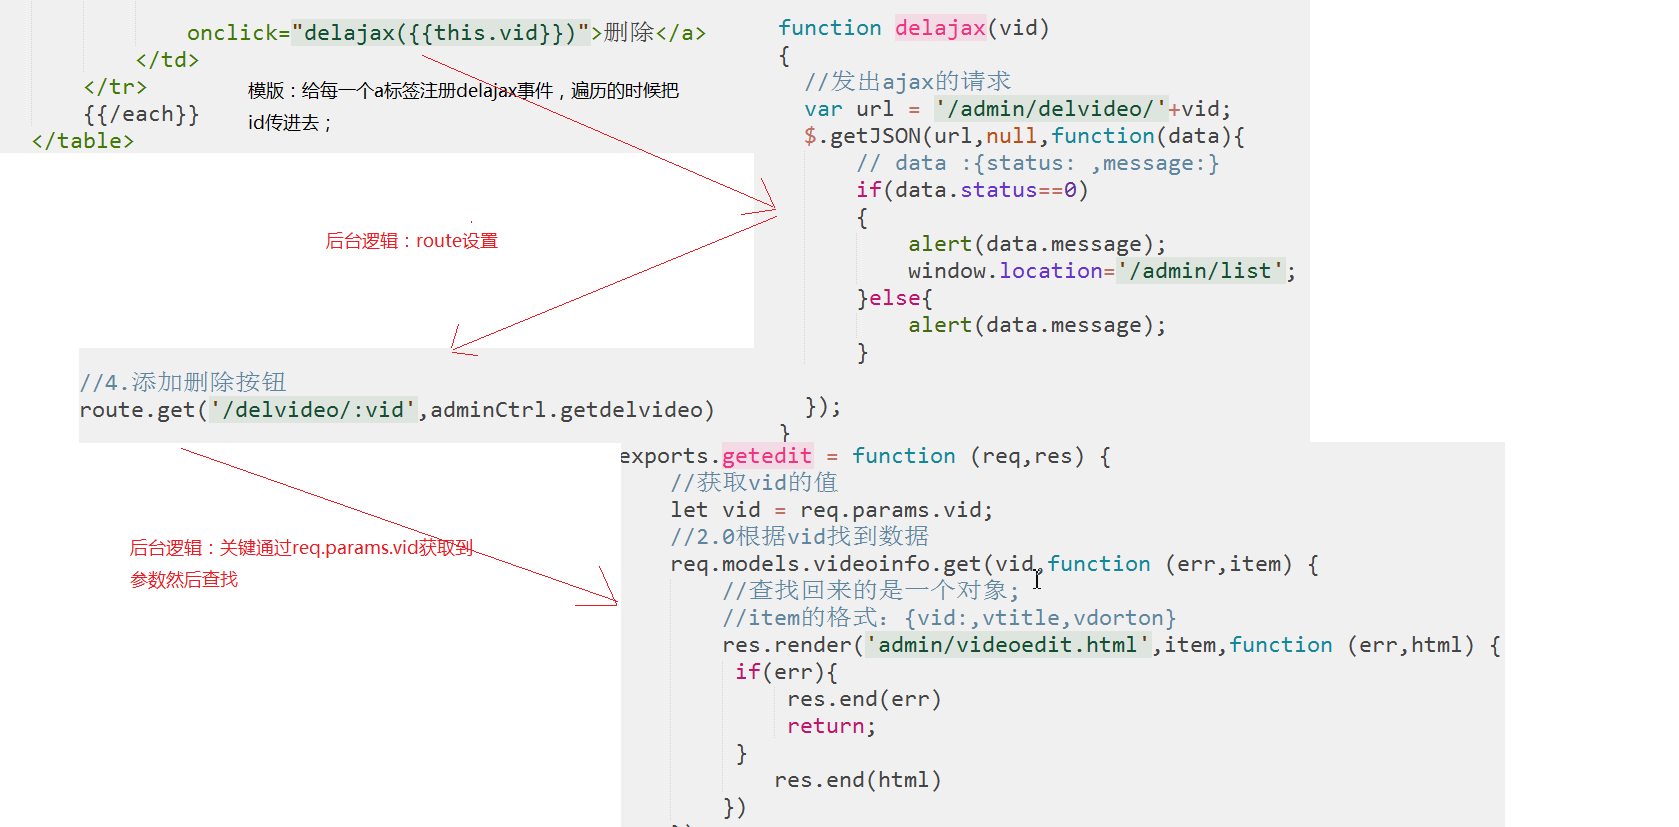 onclick="delajax({{this.vid}})">删除</a>
</td>
</tr>
{{/each}}
</table>
模版：给每一个a标签注册delajax事件，遍历的时候把
id传进去；
function delajax(vid)
{
//发出ajax的请求
var url = '/admin/delvideo/'+vid;
$.getJSON(url,null,function(data){
// data :{status: ,message:}
if(data.status==0)
{
alert(data.message);
window.location='/admin/list';
}else{
alert(data.message);
}
});
}
后台逻辑：route设置
//4.添加删除按钮
route.get('/delvideo/:vid',adminCtrl.getdelvideo)
后台逻辑：关键通过req.params.vid获取到
参数然后查找
exports.getedit = function (req,res) {
//获取vid的值
let vid = req.params.vid;
//2.0根据vid找到数据
req.models.videoinfo.get(vid,function (err,item) {
//查找回来的是一个对象;
//item的格式: {vid:,vtitle,vdorton}
res.render('admin/videoedit.html',item,function (err,html) {
if(err){
res.end(err)
return;
}
res.end(html)
})